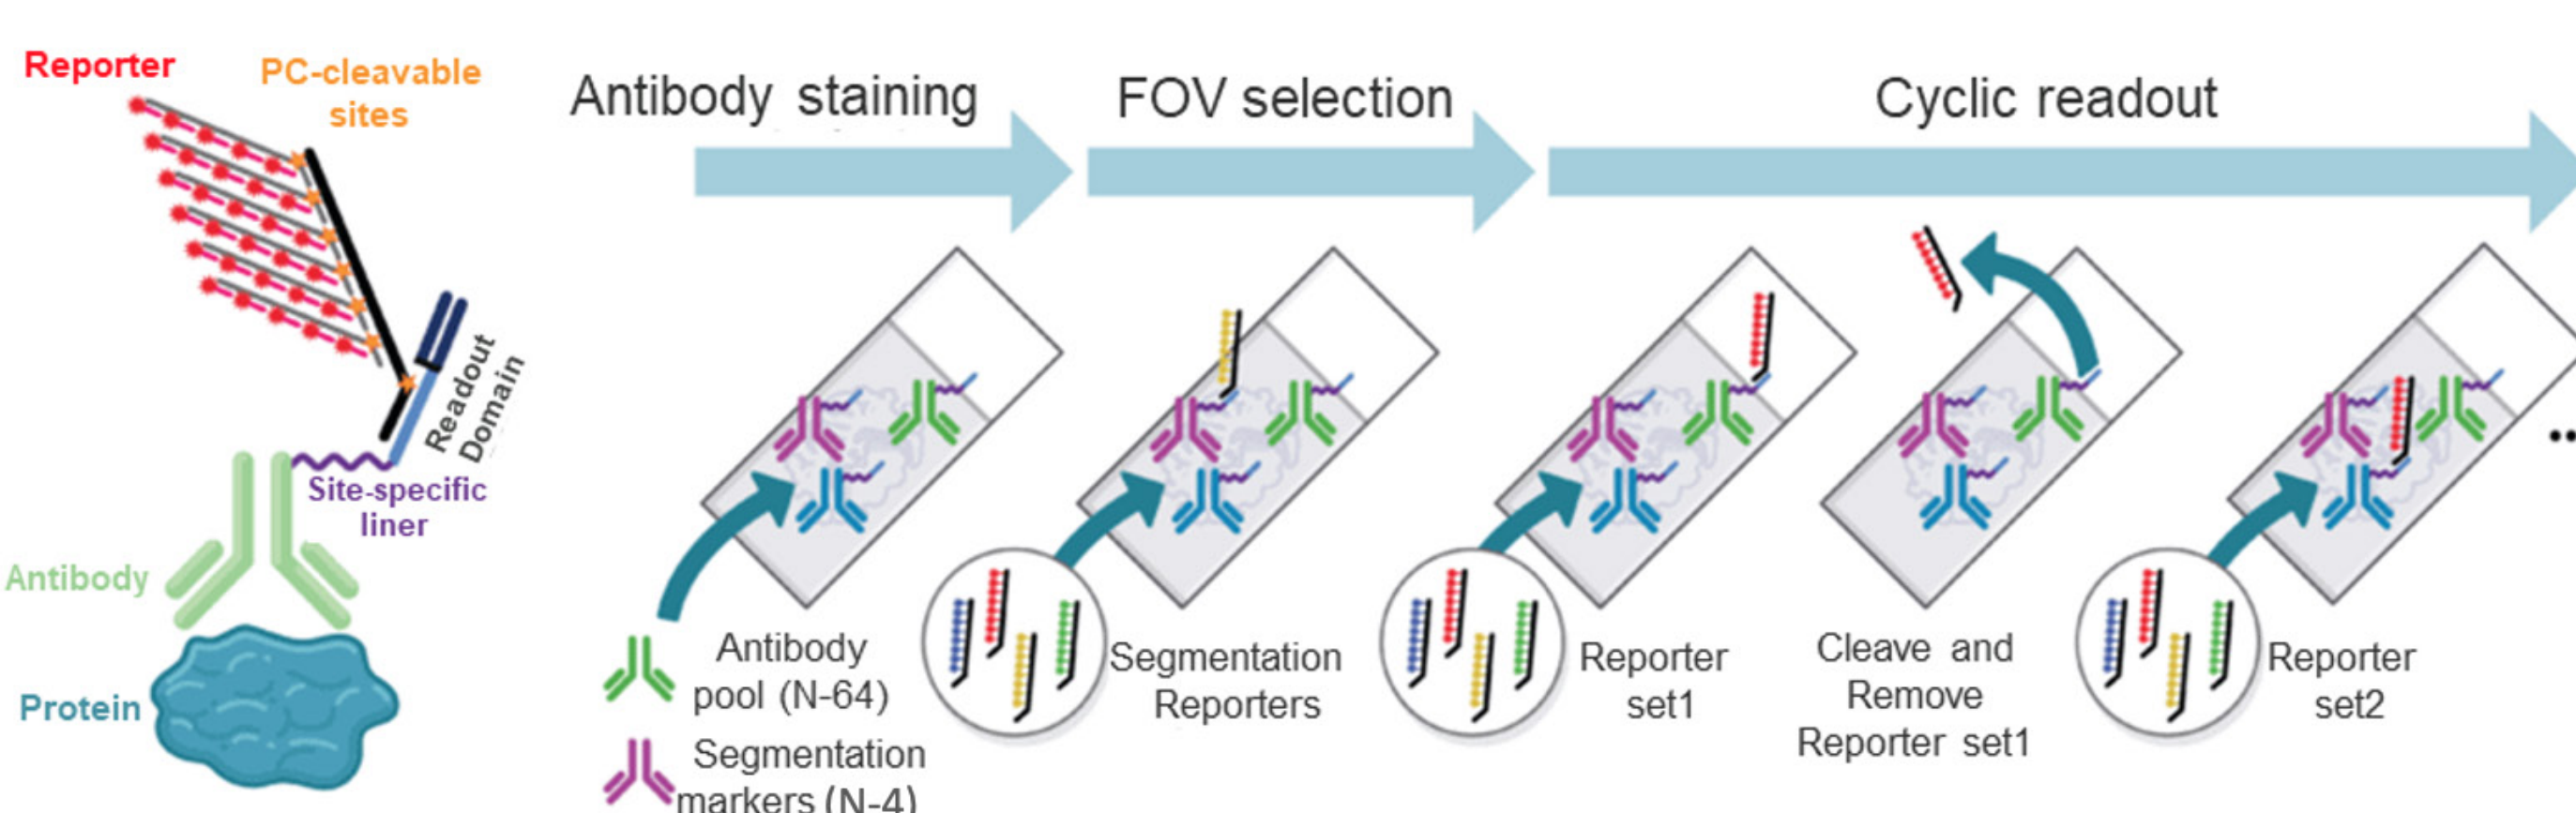 Reporter
PC-cleavable
sites
Readout
Domain
Site-specific
liner
Antibody
Protein
Antibody staining
FOV selection
Cyclic readout
Antibody
pool (N-64)
Segmentation
markers (N-4)
Segmentation
Reporters
Reporter
set1
Cleave and
Remove
Reporter set1
Reporter
set2